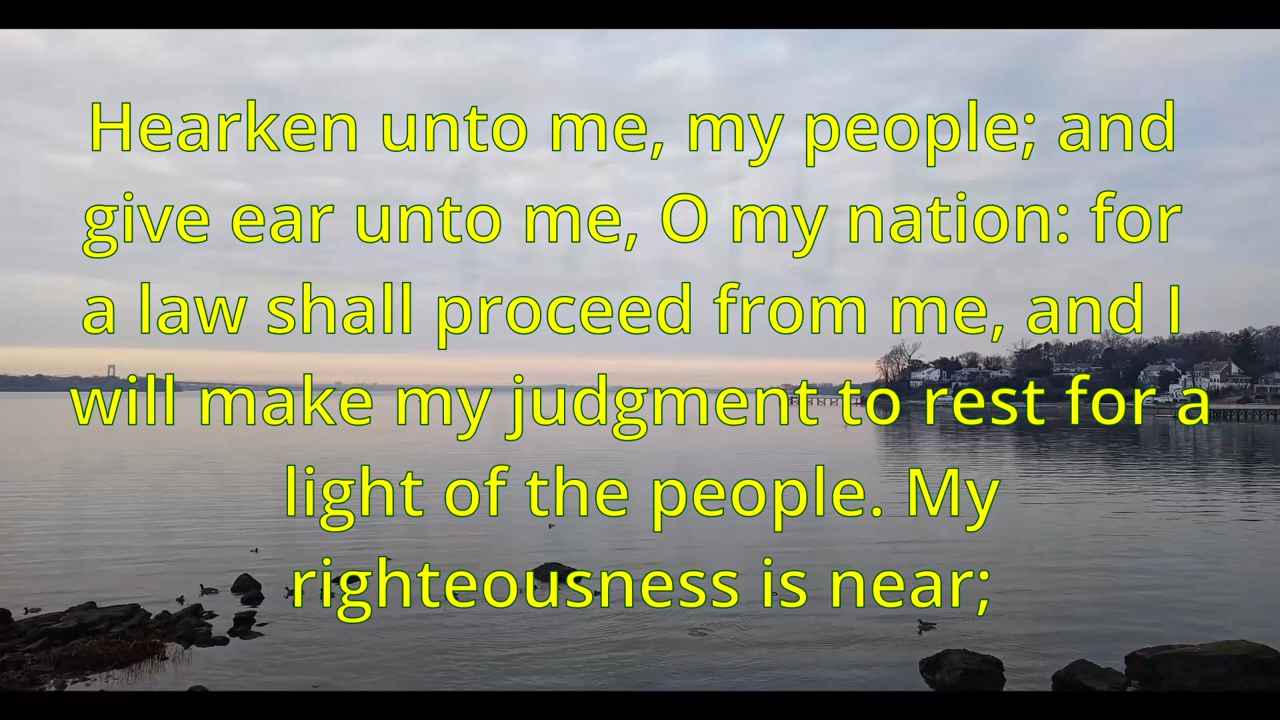 Hearken unto me, my people; and
give ear unto me, O my nation: for
a law shall proceed from me, and I
will make my judgment to rest for a
light of the people. My
righteousness is near;